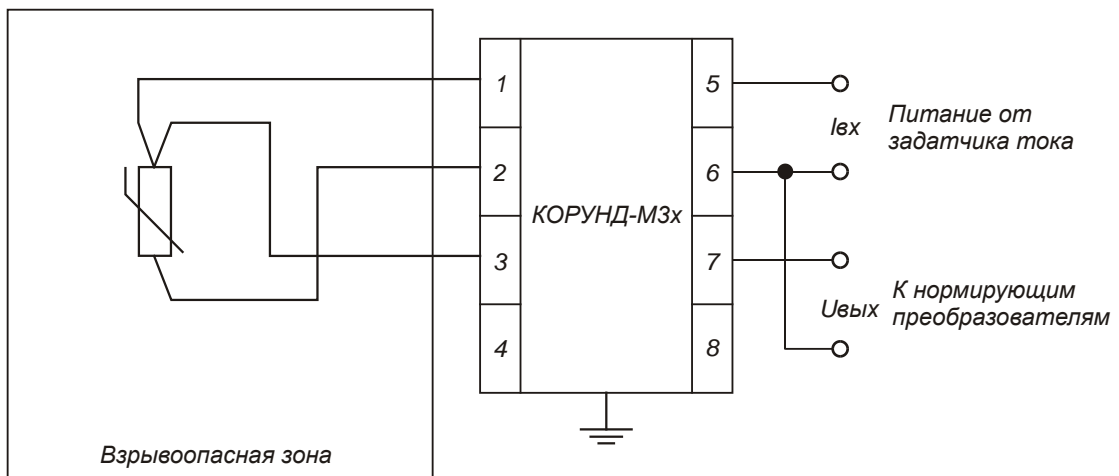 1
2
3
4
КОРУНД-М3х
5
6
7
8
Iвх
Питание от
задатчика тока
Uвых
К нормирующим
преобразователям
Взрывоопасная зона